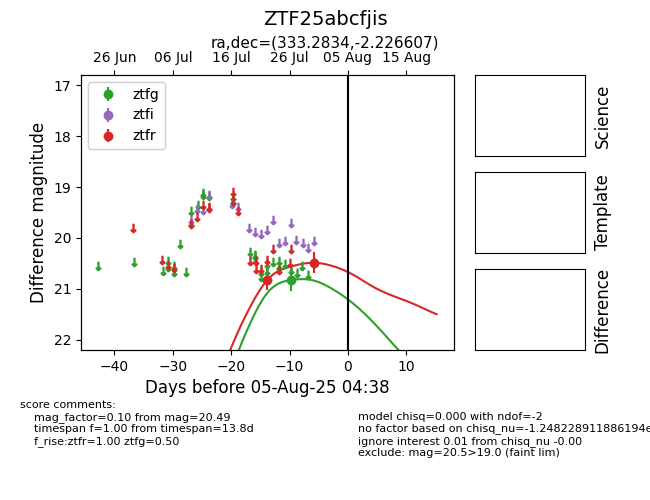 ZTF25abcfjis
ra,dec=(333.2834,-2.226607)
26 Jun 06 Jul 16 Jul 26 Jul 05 Aug 15 Aug
ztfg
ztfi
ztfr
17
18
19
20
21
22
Difference magnitude
−40 −30 −20 −10 0 10
Days before 05-Aug-25 04:38
Science
Template
Difference
score comments:
mag_factor=0.10 from mag=20.49
timespan f=1.00 from timespan=13.8d
f_rise:ztfr=1.00 ztfg=0.50
model chisq=0.000 with ndof=-2
no factor based on chisq_nu=-1.248228911886194e
ignore interest 0.01 from chisq_nu -0.00
exclude: mag=20.5>19.0 (faint lim)